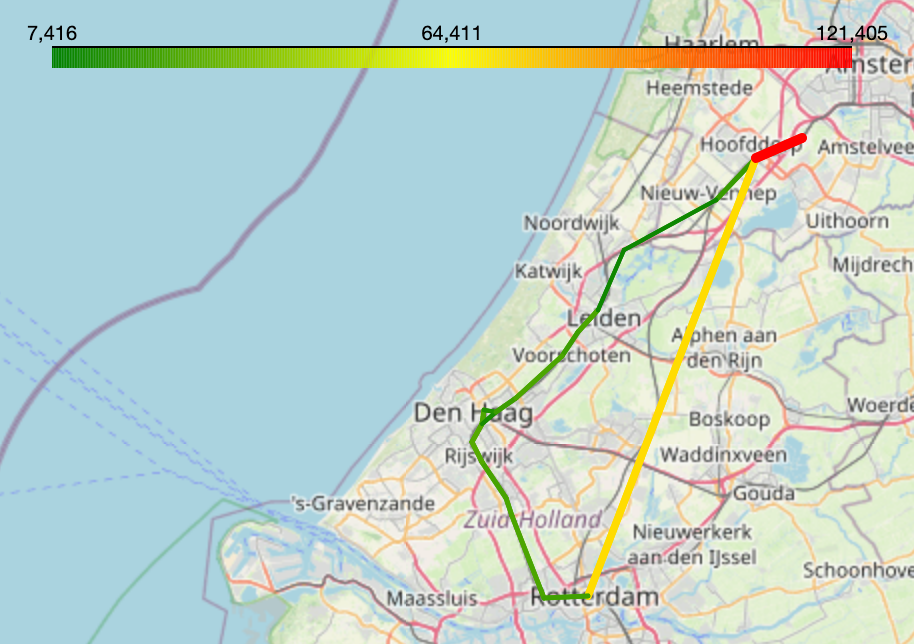 7,416
64,411
121,405
Haarlem
Amster
Heemstede
Hoofddorp
Amstelvee
Nieuw-Vennep
Noordwijk
Uithoorn
Katwijk
Mijdrech
Leiden
Alphen aan
den Rijn
Voorschoten
Den Haag
Woerde
Boskoop
Rijswijk
Waddinxveen
Gouda
's-Gravenzande
Zuid-Holland
Nieuwerkerk
aan den IJssel
Schoonhove
Maassluis
Rotterdam